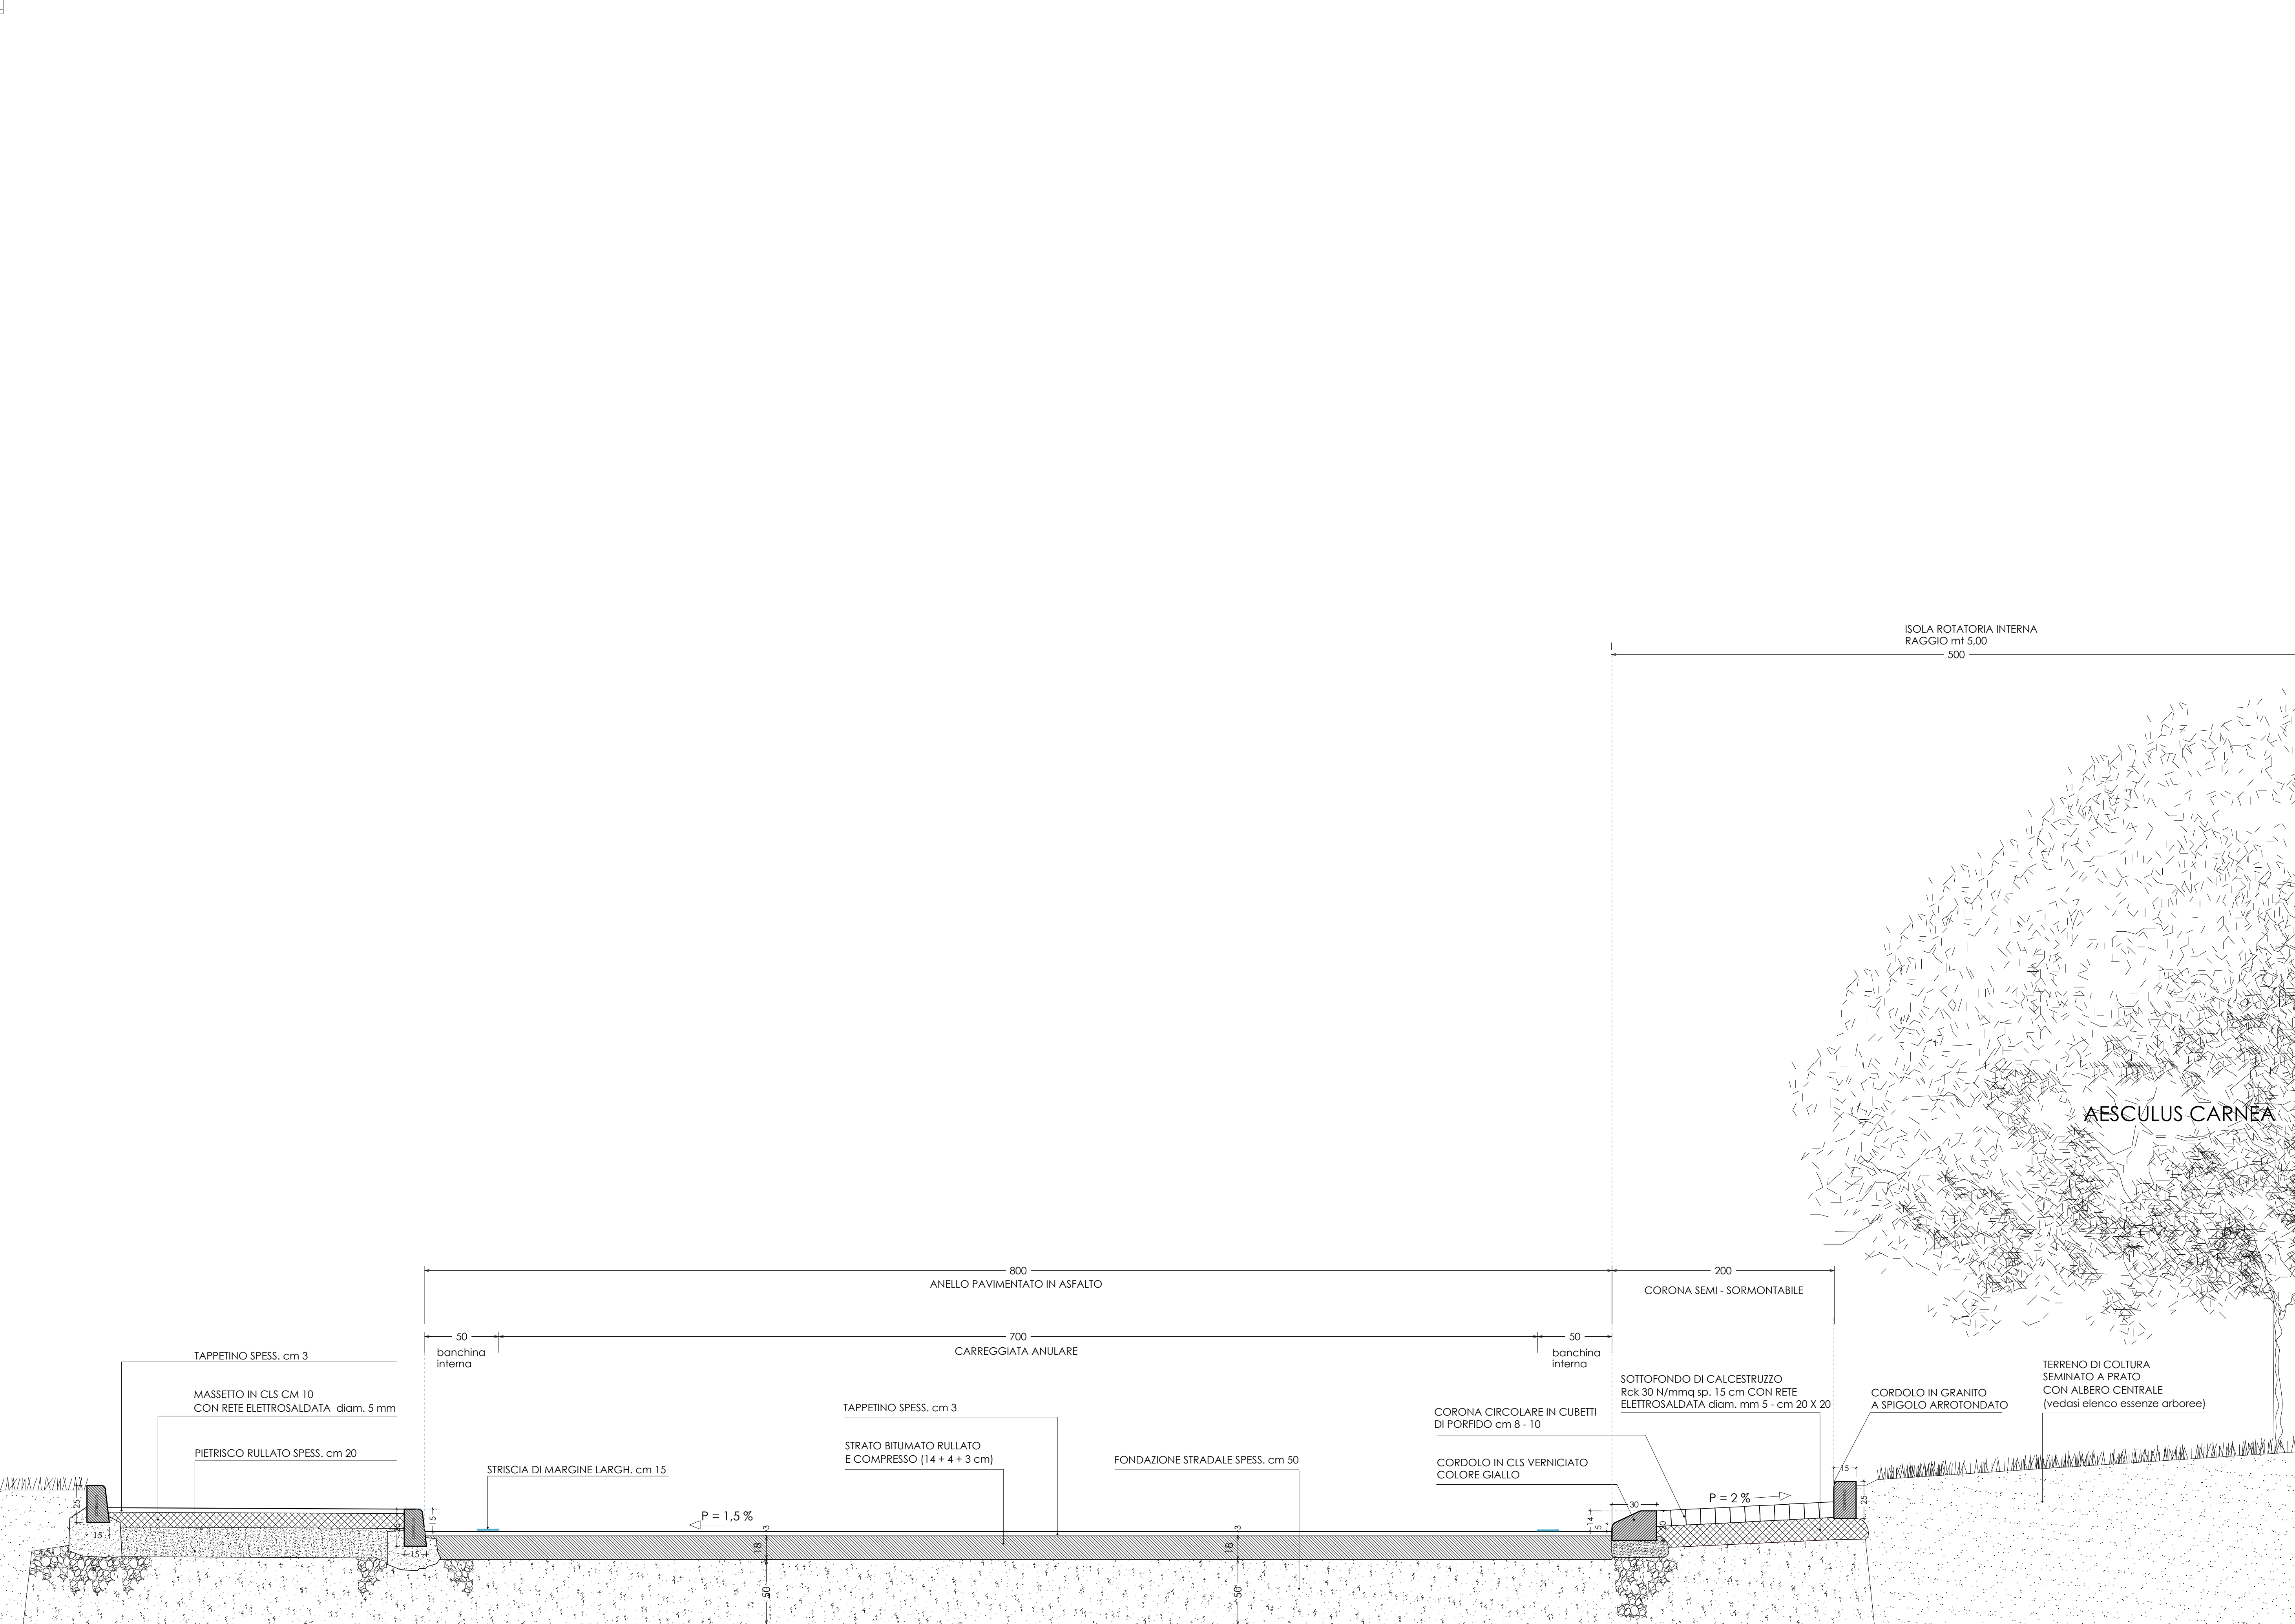 ISOLA ROTATORIA INTERNA
RAGGIO mt 5,00
500
AESCULUS CARNEA
800
ANELLO PAVIMENTATO IN ASFALTO
200
CORONA SEMI - SORMONTABILE
50
banchina
interna
700
CARREGGIATA ANULARE
50
banchina
interna
TAPPETINO SPESS. cm 3
MASSETTO IN CLS CM 10
CON RETE ELETTROSALDATA diam. 5 mm
PIETRISCO RULLATO SPESS. cm 20
STRISCIA DI MARGINE LARGH. cm 15
TAPPETINO SPESS. cm 3
STRATO BITUMATO RULLATO
E COMPRESSO (14 + 4 + 3 cm)
FONDAZIONE STRADALE SPESS. cm 50
CORONA CIRCOLARE IN CUBETTI
DI PORFIDO cm 8 - 10
CORDOLO IN CLS VERNICIATO
COLORE GIALLO
SOTTOFONDO DI CALCESTRUZZO
Rck 30 N/mmq sp. 15 cm CON RETE
ELETTROSALDATA diam. mm 5 - cm 20 X 20
CORDOLO IN GRANITO
A SPIGOLO ARROTONDATO
TERRENO DI COLTURA
SEMINATO A PRATO
CON ALBERO CENTRALE
(vedasi elenco essenze arboree)
25
CORDOLO
15
CORDOLO
15
15
P = 1,5 %
3
18
50
3
18
50
14
5
30
P = 2 %
15
CORDOLO
25